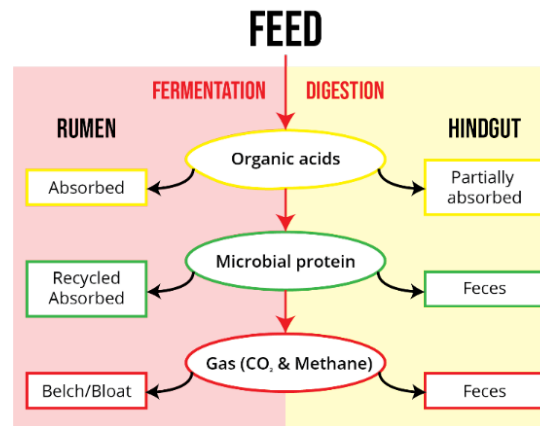 FEED
FERMENTATION DIGESTION
RUMEN HINDGUT
Organic acids
Absorbed
Partially
absorbed
Microbial protein
Recycled
Absorbed
Feces
Gas (CO₂ & Methane)
Belch/Bloat
Feces